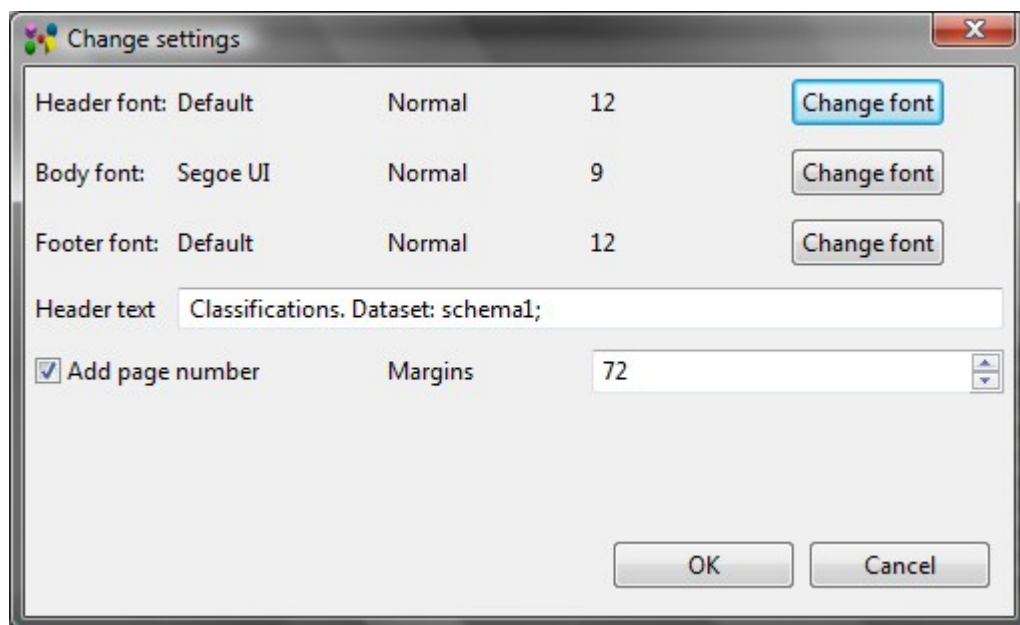 Change settings
Header font: Default Normal 12 Change font
Body font: Segoe UI Normal 9 Change font
Footer font: Default Normal 12 Change font
Header text Classifications. Dataset: schema1;
Add page number Margins 72
OK Cancel